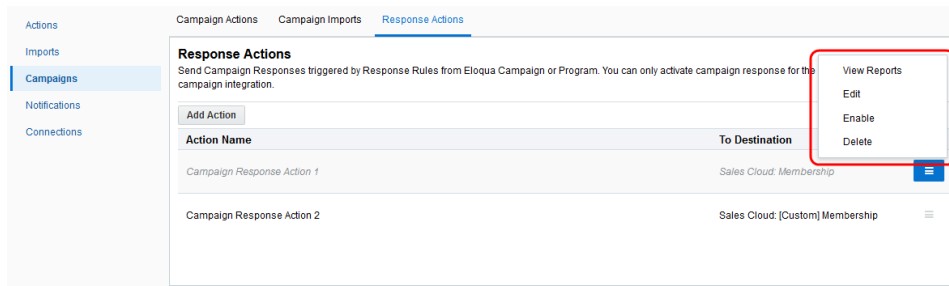 Campaign Actions Campaign Imports Response Actions
Actions
Imports
Campaigns
Notifications
Connections
Response Actions
Send Campaign Responses triggered by Response Rules from Eloqua Campaign or Program. You can only activate campaign response for the
campaign integration.
View Reports
Edit
Enable
Delete
Add Action
Action Name To Destination
Campaign Response Action 1 Sales Cloud: Membership
Campaign Response Action 2 Sales Cloud: [Custom] Membership